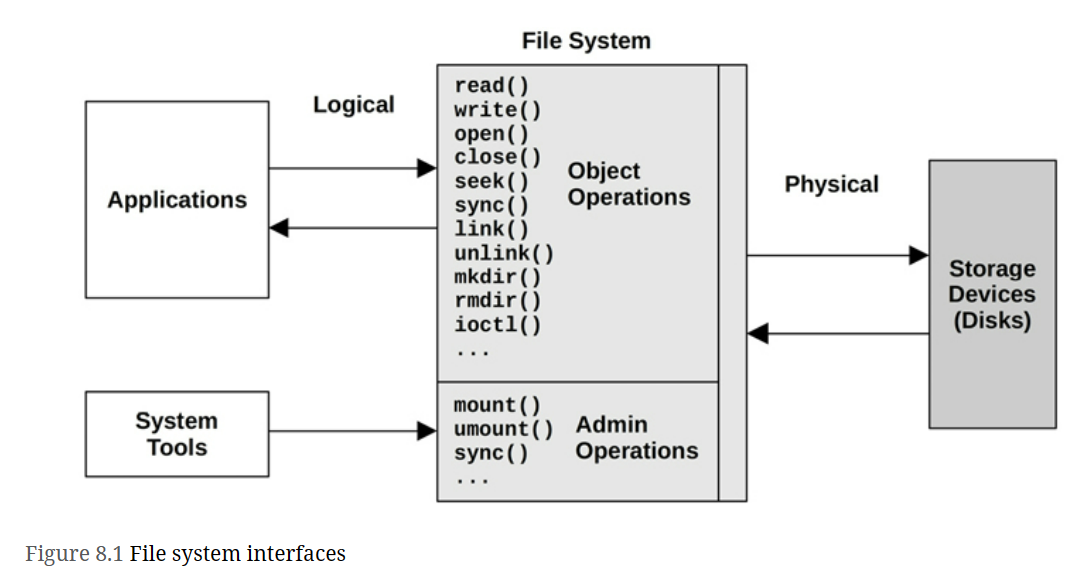 File System
Logical
Applications
read()
write()
open()
close()
seek()
sync()
link()
unlink()
mkdir()
rmdir()
ioctl()
...
Object
Operations
Physical
Storage
Devices
(Disks)
System
Tools
mount()
umount()
sync()
...
Admin
Operations
Figure 8.1 File system interfaces